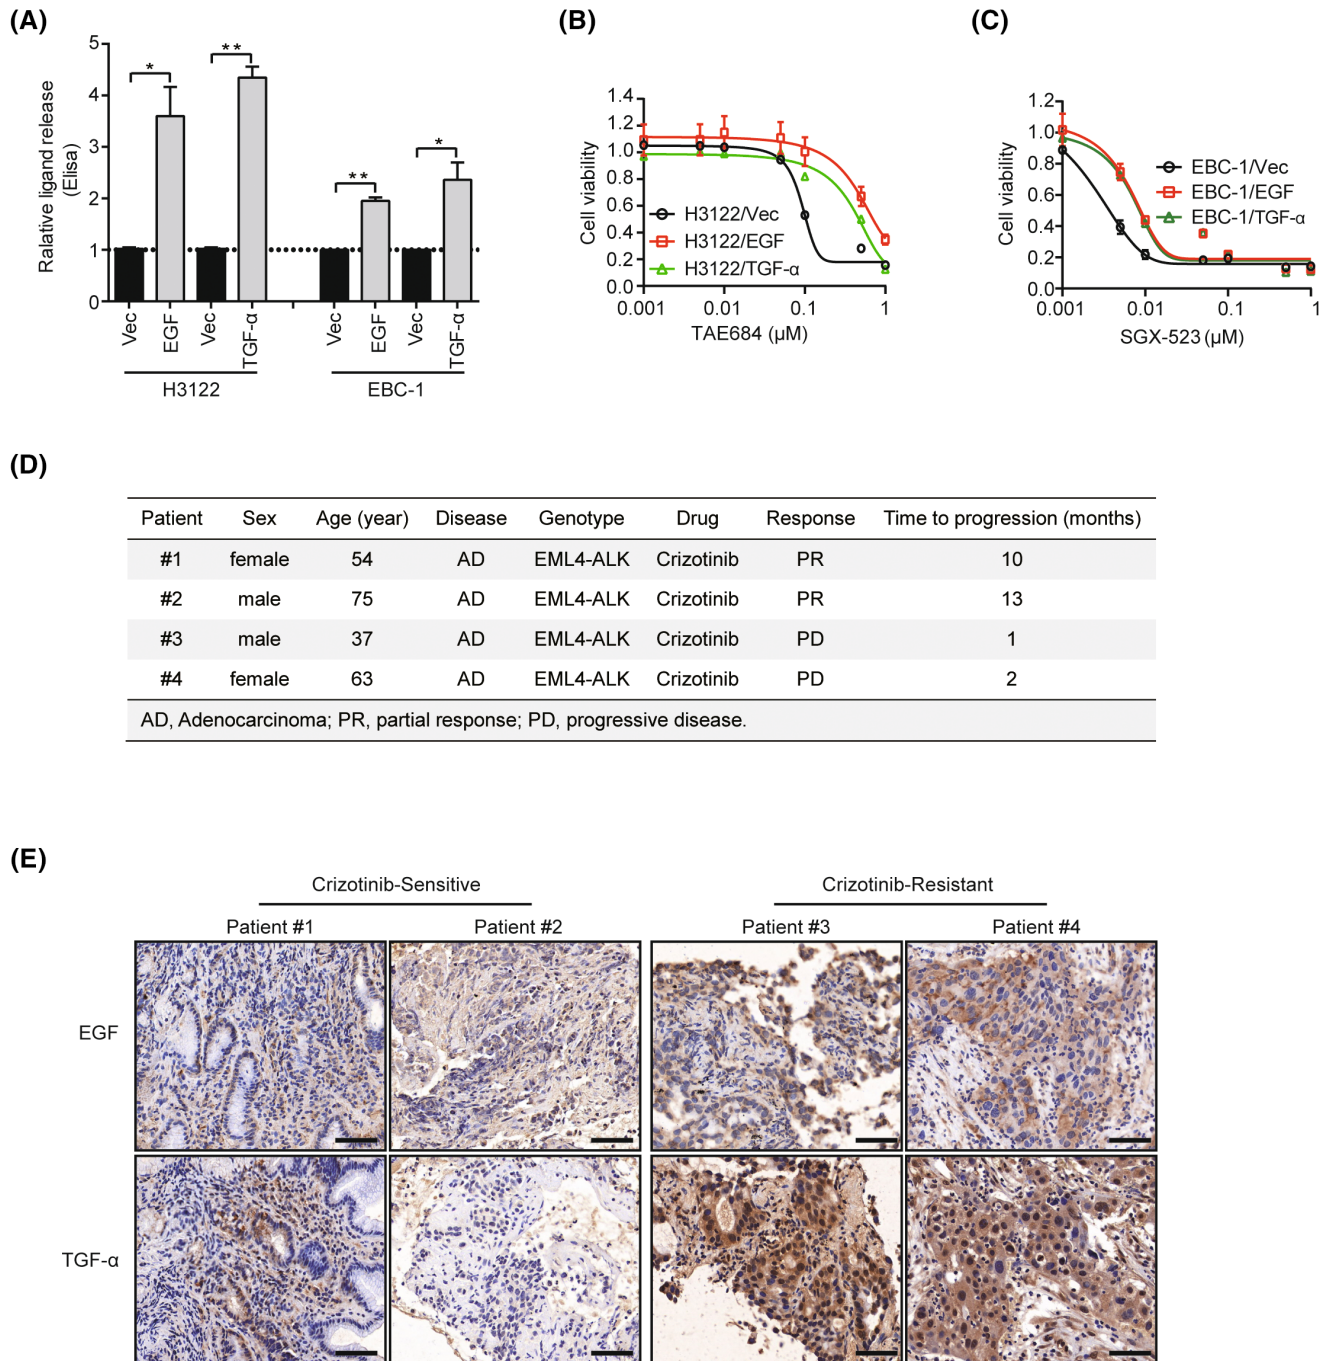 (A)
Ralative ligand release
(Elisa)
5
4
3
2
1
0
*
**
**
*
Vec
EGF
Vec
TGF-α
Vec
EGF
Vec
TGF-α
H3122
EBC-1
(B)
Cell viability
1.4
1.2
1.0
0.8
0.6
0.4
0.2
0.0
H3122/Vec
H3122/EGF
H3122/TGF-α
0.001
0.01
0.1
1
TAE684 (μM)
(C)
Cell viability
1.2
1.0
0.8
0.6
0.4
0.2
0.0
EBC-1/Vec
EBC-1/EGF
EBC-1/TGF-α
0.001
0.01
0.1
1
SGX-523 (μM)
(D)
Patient Sex Age (year) Disease Genotype Drug Response Time to progression (months)
#1 female 54 AD EML4-ALK Crizotinib PR 10
#2 male 75 AD EML4-ALK Crizotinib PR 13
#3 male 37 AD EML4-ALK Crizotinib PD 1
#4 female 63 AD EML4-ALK Crizotinib PD 2
AD, Adenocarcinoma; PR, partial response; PD, progressive disease.
(E)
Crizotinib-Sensitive Crizotinib-Resistant
Patient #1 Patient #2 Patient #3 Patient #4
EGF
TGF-α